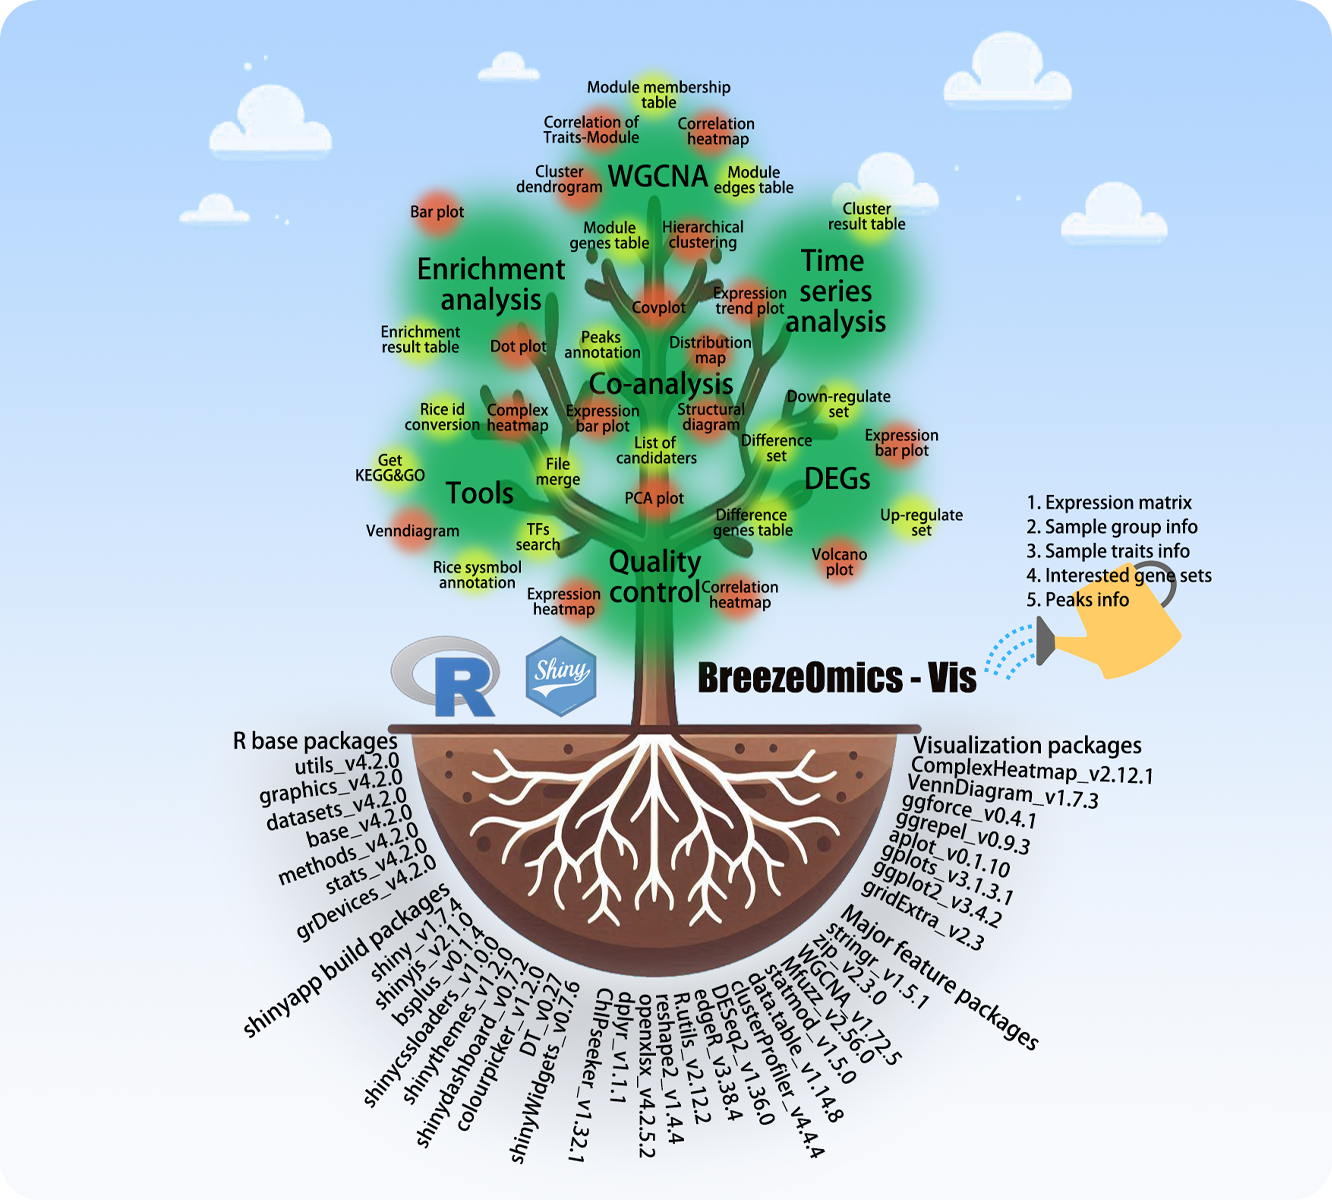 Module membership
table
Correlation of
Traits-Module
Correlation
heatmap
Cluster
dendrogram
WGCNA
Module
edges table
Module
genes table
Hierarchical
clustering
Bar plot
Enrichment
analysis
Enrichment
result table
Dot plot
Cluster
result table
Time
series
analysis
Expression
trend plot
Covplot
Peaks
annotation
Distribution
map
Co-analysis
Expression
bar plot
Structural
diagram
List of
candidaters
Rice id
conversion
Complex
heatmap
Get
KEGG&GO
File
merge
Tools
Venndiagram
TFs
search
Rice sysmbol
annotation
Down-regulate
set
Difference
set
Expression
bar plot
DEGs
Difference
genes table
Up-regulate
set
Volcano
plot
PCA plot
Quality
control
Expression
heatmap
Correlation
heatmap
1. Expression matrix
2. Sample group info
3. Sample traits info
4. Interested gene sets
5. Peaks info
R
Shiny
BreezeOmics - Vis
R base packages
utils_v4.2.0
graphics_v4.2.0
datasets_v4.2.0
base_v4.2.0
methods_v4.2.0
stats_v4.2.0
grDevices_v4.2.0
shinyapp build packages
shiny_v1.7.4
shinyjs_v2.1.0
bsplus_v0.1.4
shinycssloaders_v1.0.0
shinythemes_v1.2.0
shinydashboard_v0.7.2
colourpicker_v1.2.0
DT_v0.27
shinyWidgets_v0.7.6
ChIPseeker_v1.32.1
dplyr_v1.1.1
openxlsx_v4.2.5.2
reshape2_v1.4.4
R.utils_v2.12.2
edgeR_v3.38.4
DESeq2_v1.36.0
clusterProfiler_v4.4.4
data.table_v1.14.8
statmod_v1.5.0
Mfuzz_v2.56.0
WGCNA_v1.72.5
zip_v2.3.0
stringr_v1.5.1
Major feature packages
gridExtra_v2.3
ggplot2_v3.4.2
gplots_v3.1.3.1
aplot_v0.1.10
ggrepel_v0.9.3
ggforce_v0.4.1
VennDiagram_v1.7.3
ComplexHeatmap_v2.12.1
Visualization packages